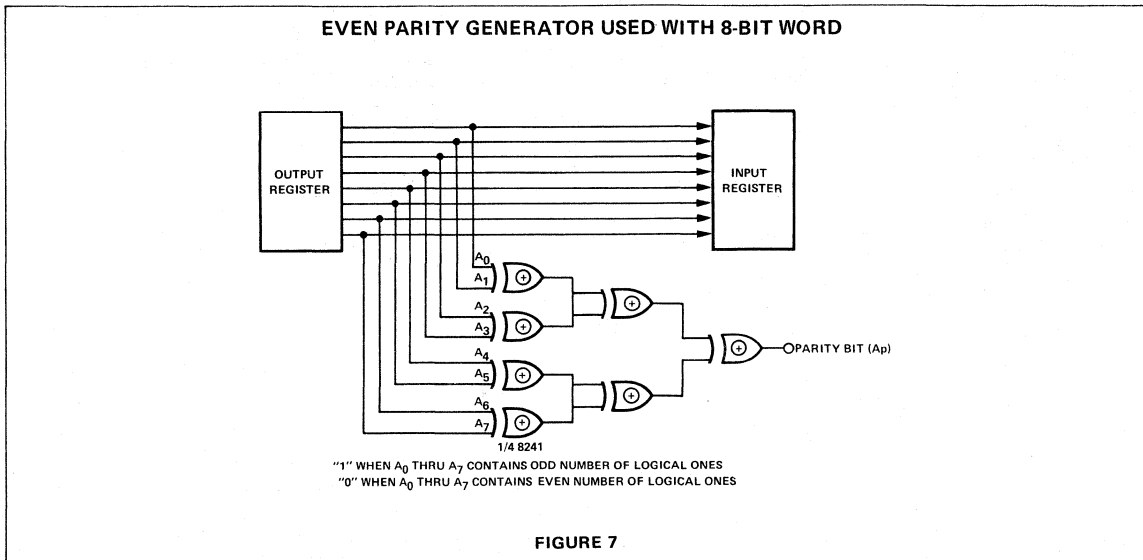 EVEN PARITY GENERATOR USED WITH 8-BIT WORD
OUTPUT
REGISTER
INPUT
REGISTER
A0
A1
A2
A3
A4
A5
A6
A7
PARITY BIT (Ap)
1/4 8241
"1" WHEN A0 THRU A7 CONTAINS ODD NUMBER OF LOGICAL ONES
"0" WHEN A0 THRU A7 CONTAINS EVEN NUMBER OF LOGICAL ONES
FIGURE 7